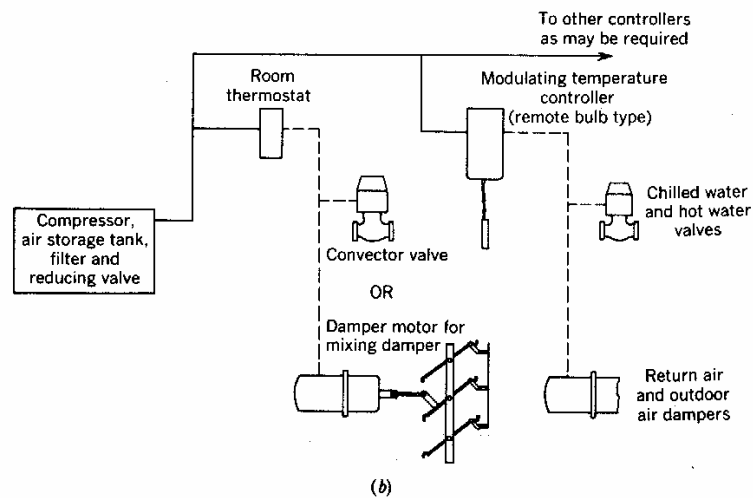 To other controllers
as may be required
Room
thermostat
Modulating temperature
controller
(remote bulb type)
Compressor,
air storage tank,
filter and
reducing valve
Convector valve
Chilled water
and hot water
valves
OR
Damper motor for
mixing damper
Return air
and outdoor
air dampers
(b)